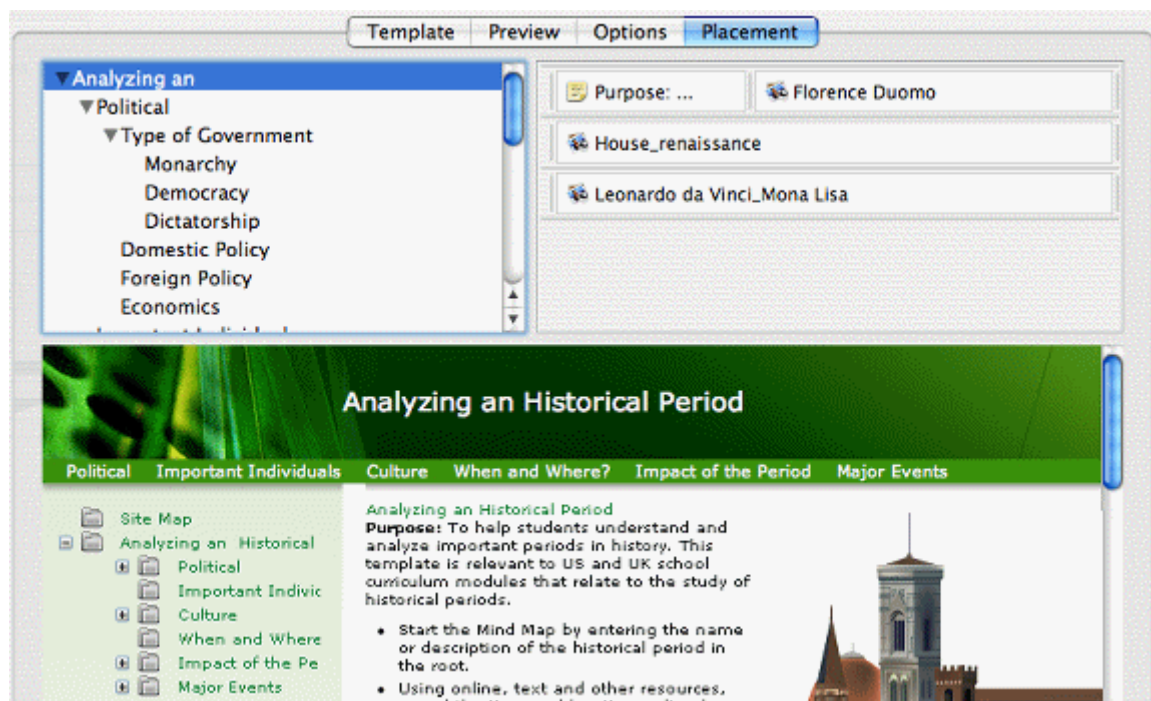 Template Preview Options Placement
Analyzing an
Political
Type of Government
Monarchy
Democracy
Dictatorship
Domestic Policy
Foreign Policy
Economics
Purpose: ... Florence Duomo
House_renaissance
Leonardo da Vinci_Mona Lisa
Analyzing an Historical Period
Political Important Individuals Culture When and Where? Impact of the Period Major Events
Site Map
Analyzing an Historical
Political
Important Indivic
Culture
When and Where
Impact of the Pe
Major Events
Analyzing an Historical Period
Purpose: To help students understand and
analyze important periods in history. This
template is relevant to US and UK school
curriculum modules that relate to the study of
historical periods.
• Start the Mind Map by entering the name
or description of the historical period in
the root.
• Using online, text and other resources,